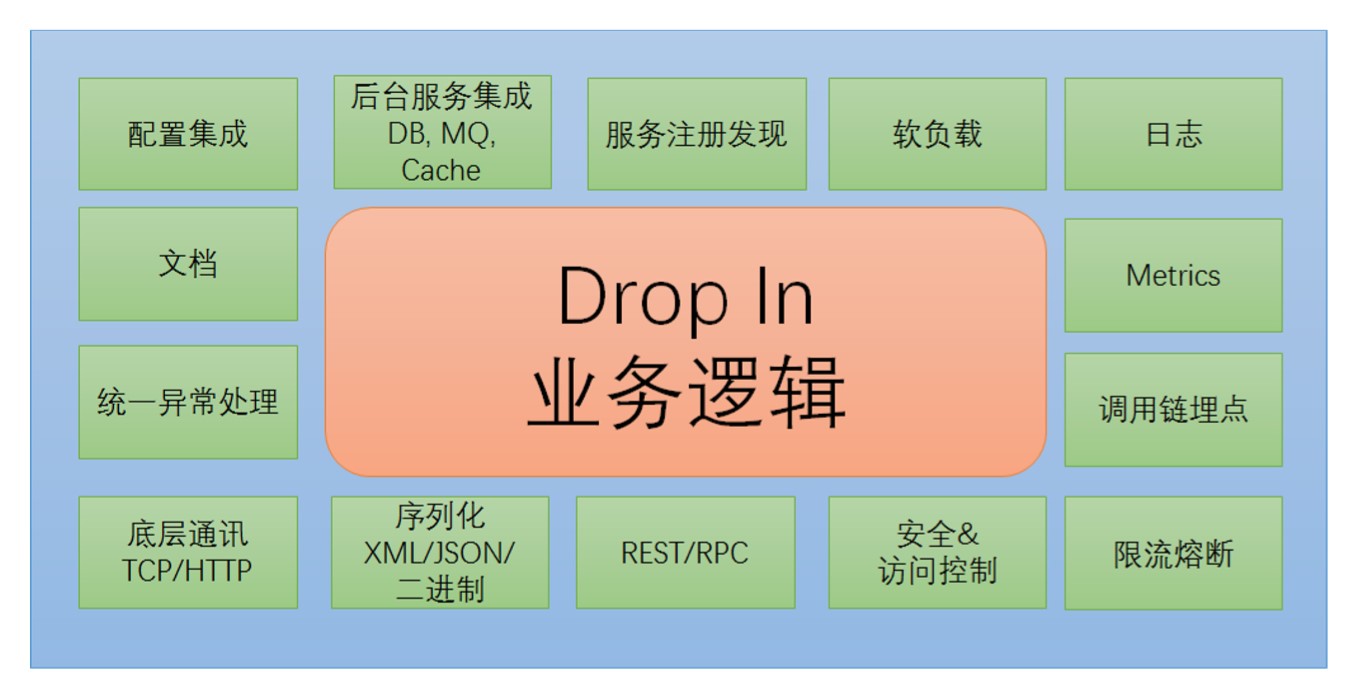 配置集成
后台服务集成
DB, MQ,
Cache
服务注册发现
软负载
日志
文档
Drop In
业务逻辑
Metrics
统一异常处理
调用链埋点
底层通讯
TCP/HTTP
序列化
XML/JSON/
二进制
REST/RPC
安全&
访问控制
限流熔断